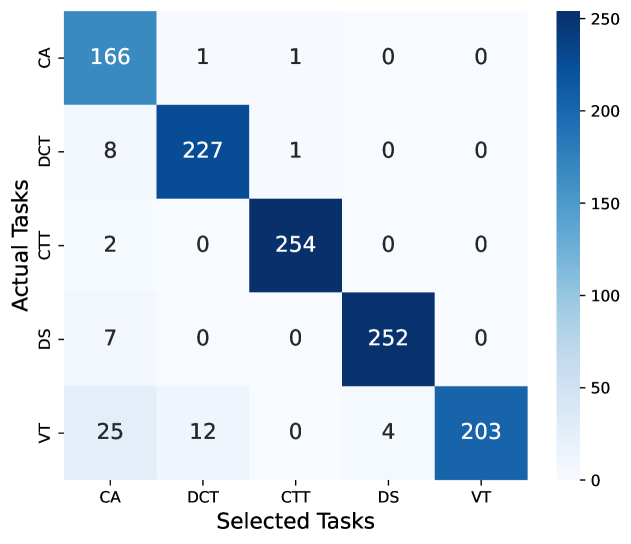 CA 166 1 1 0 0
DCT 8 227 1 0 0
CTT 2 0 254 0 0
DS 7 0 0 252 0
VT 25 12 0 4 203
CA DCT CTT DS VT
Selected Tasks
Actual Tasks
250
200
150
100
50
0